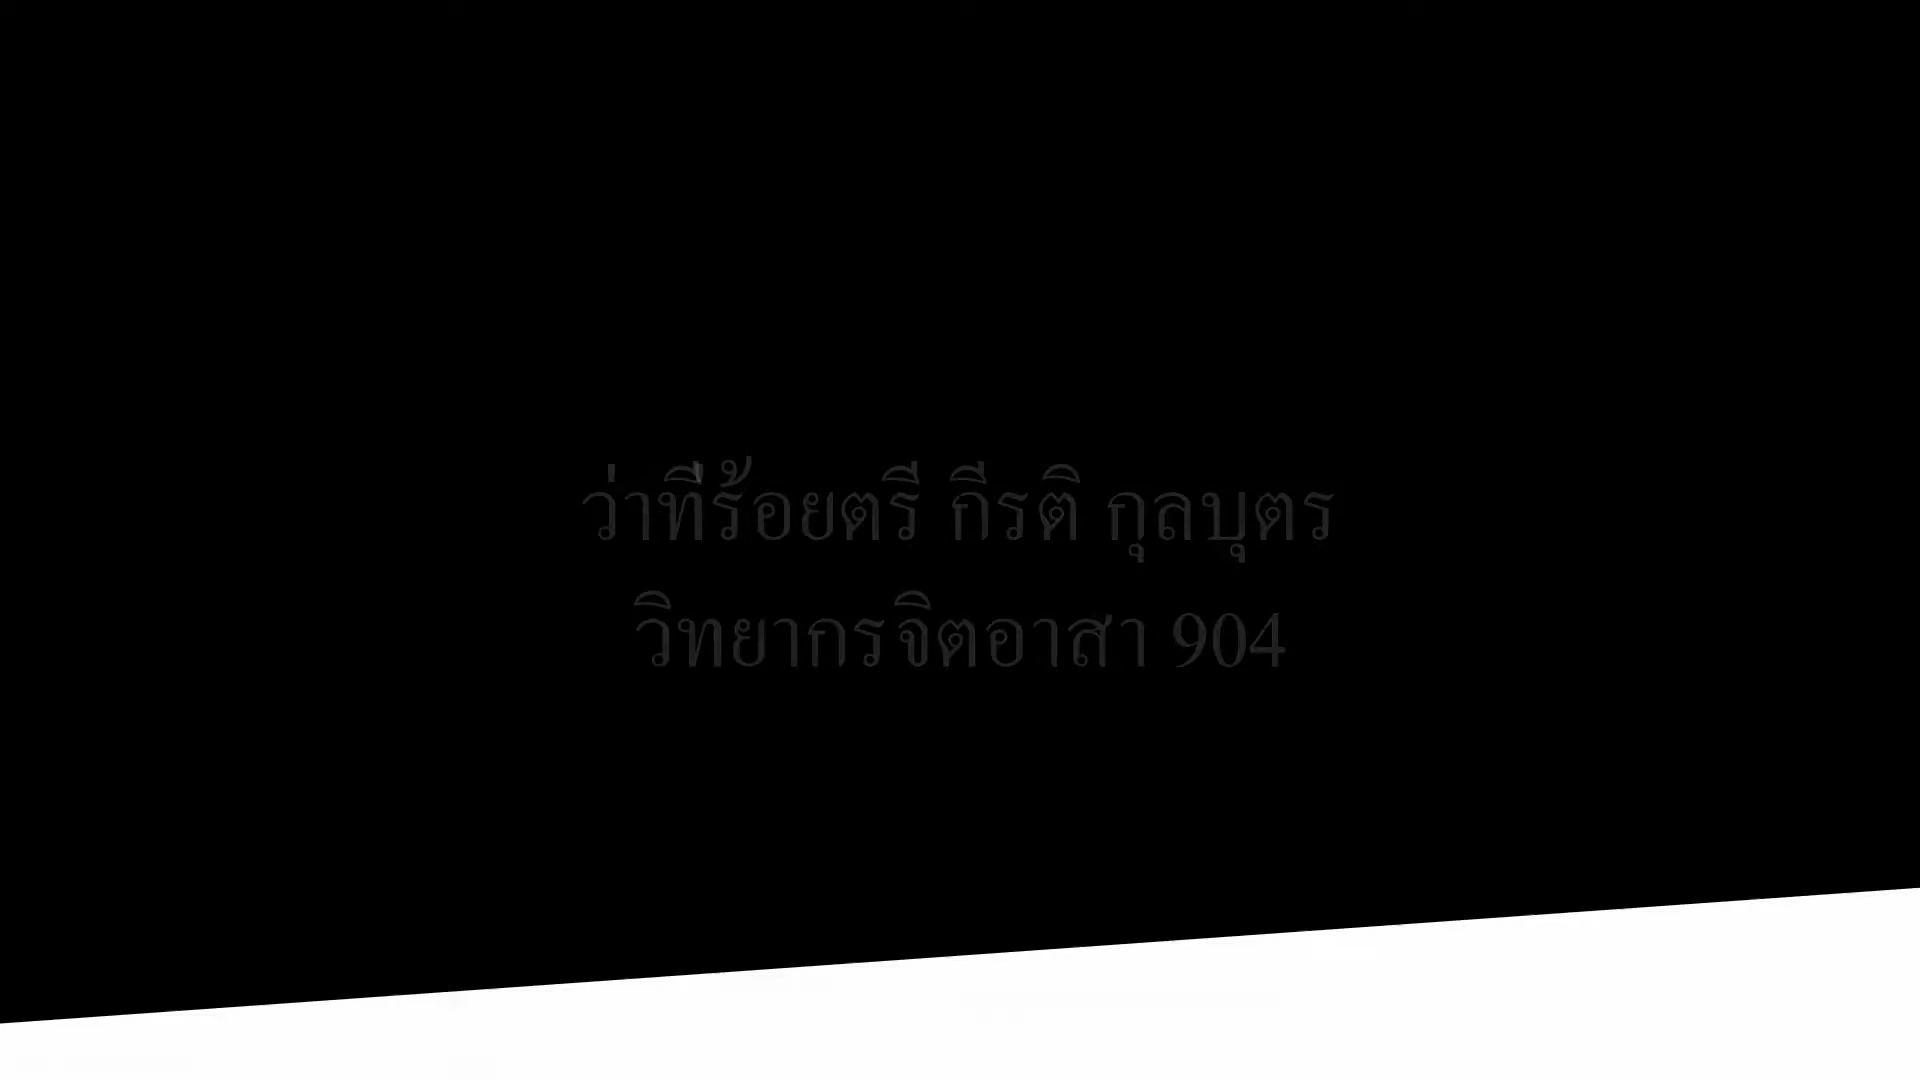 ว่าที่ร้อยตรี กีรติ กุลบุตร
วิทยากรจิตอาสา 904